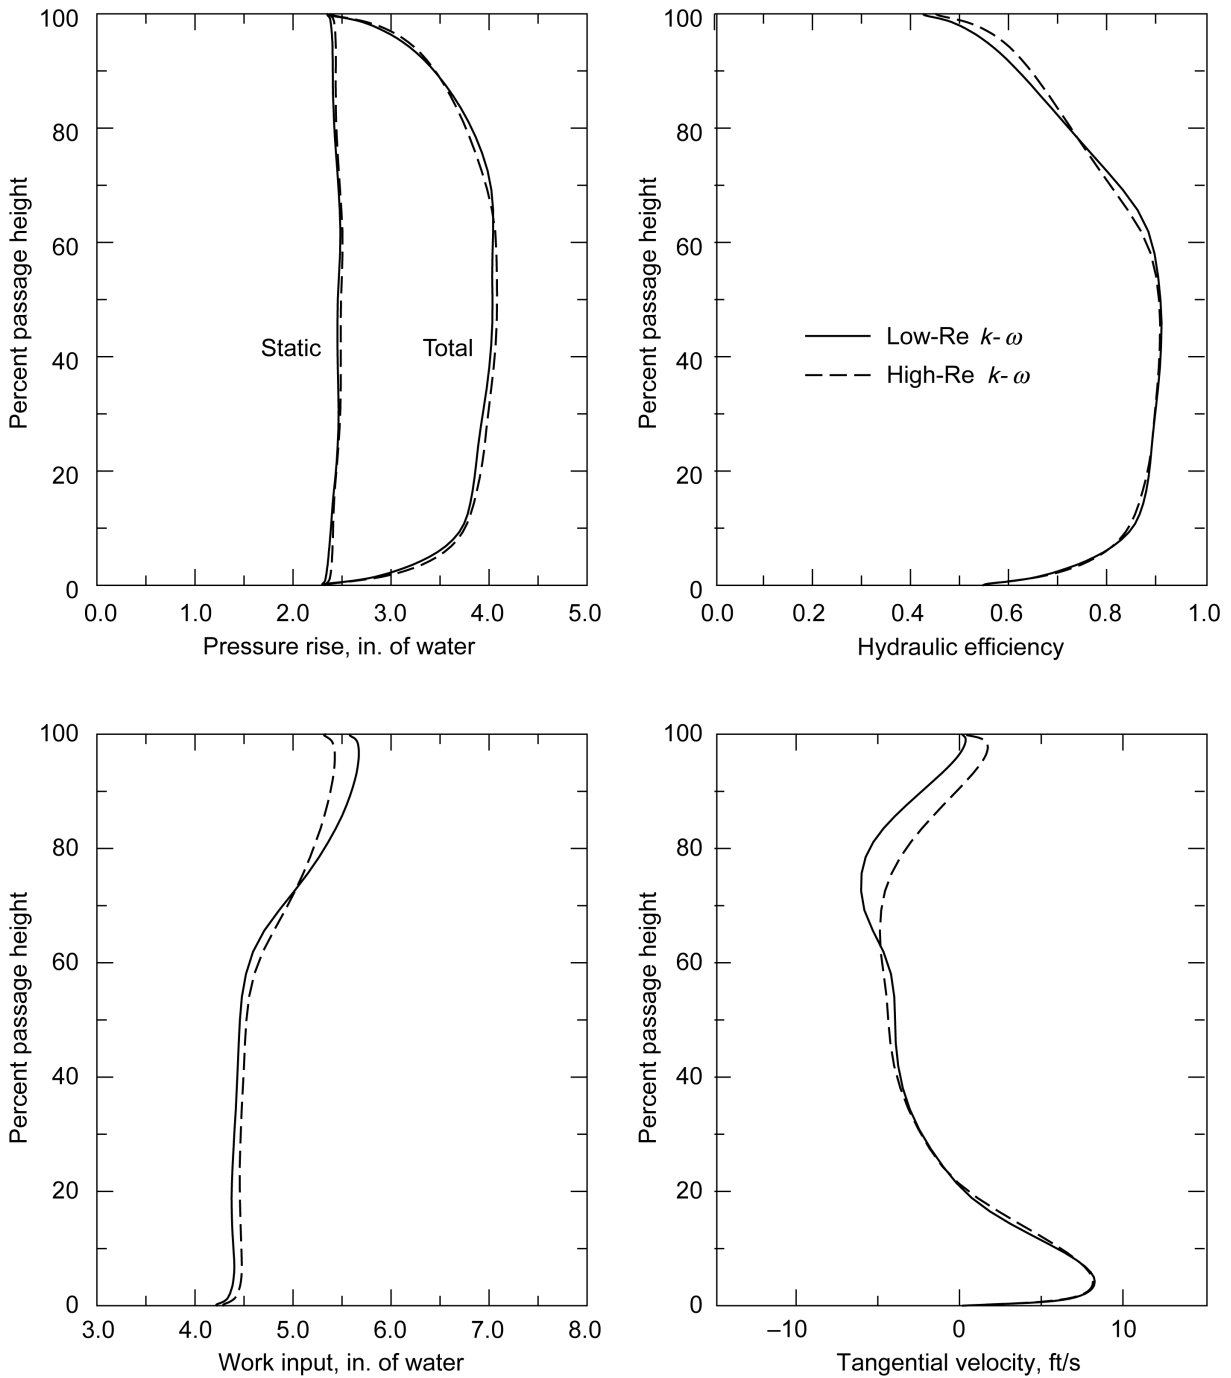 100
80
60
40
20
0
Percent passage height
Static
Total
0.0 1.0 2.0 3.0 4.0 5.0
Pressure rise, in. of water
100
80
60
40
20
0
Percent passage height
Low-Re k-ω
High-Re k-ω
0.0 0.2 0.4 0.6 0.8 1.0
Hydraulic efficiency
100
80
60
40
20
0
Percent passage height
3.0 4.0 5.0 6.0 7.0 8.0
Work input, in. of water
100
80
60
40
20
0
Percent passage height
–10 0 10
Tangential velocity, ft/s